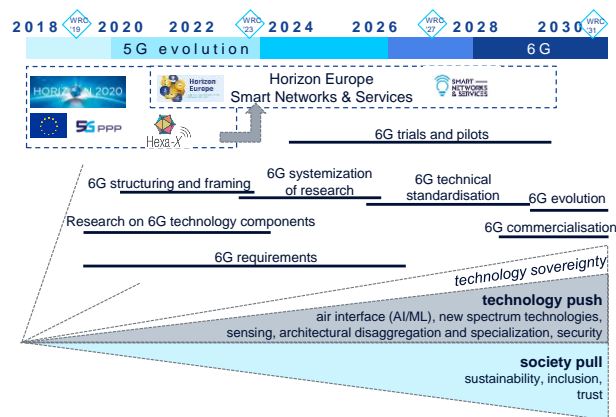 2018 WRC '19 2020 2022 WRC '23 2024 2026 WRC '27 2028 2030 WRC '31
5G evolution 6G
HORIZON 2020
Horizon Europe
Horizon Europe
Smart Networks & Services
SMART NETWORKS & SERVICES
5G PPP
Hexa-X
6G trials and pilots
6G structuring and framing
6G systemization of research
6G technical standardisation
6G evolution
Research on 6G technology components
6G commercialisation
6G requirements
technology sovereignty
technology push
air interface (AI/ML), new spectrum technologies,
sensing, architectural disaggregation and specialization, security
society pull
sustainability, inclusion,
trust